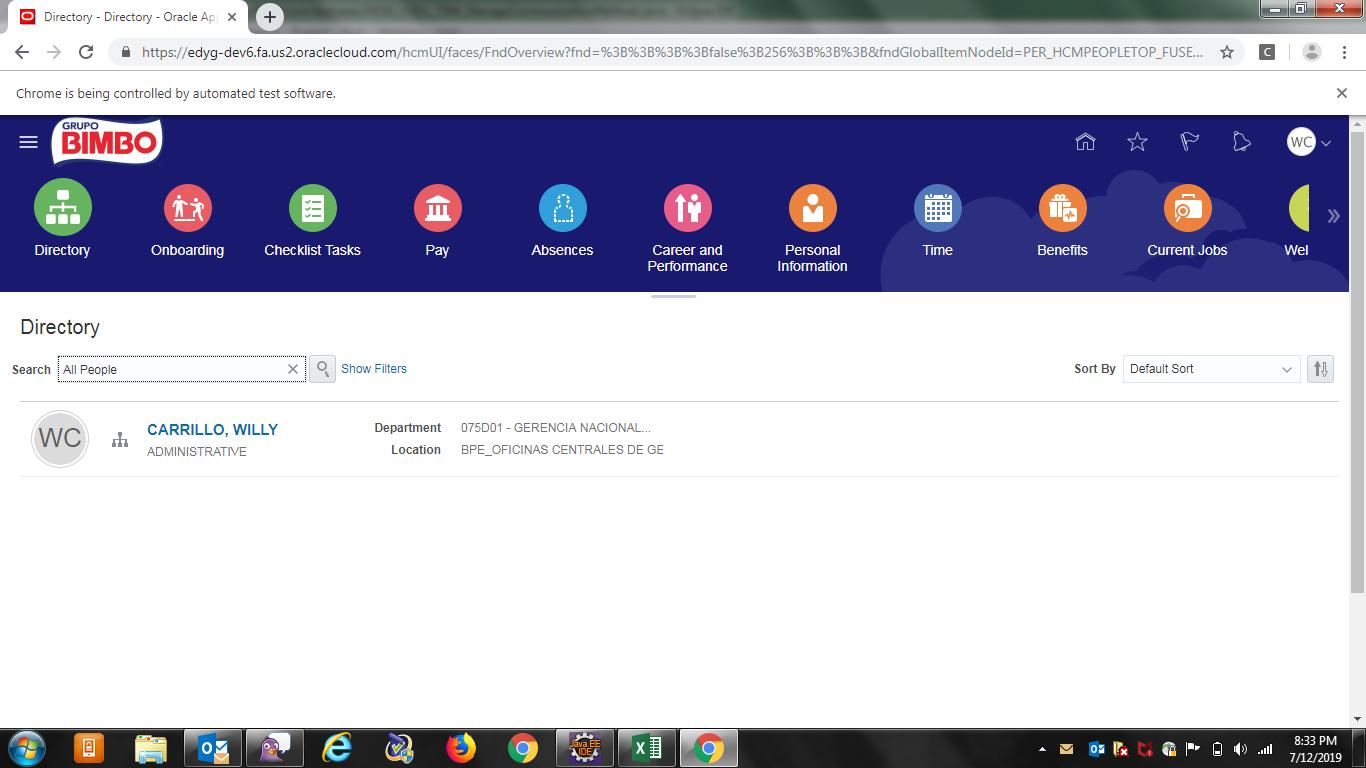 Directory - Directory - Oracle Ap
https://edyg-dev6.fa.us2.oraclecloud.com/hcmUI/faces/FndOverview?fnd=%3B%3B%3B%3Bfalse%3B256%3B%3B%3B&fndGlobalItemNodeId=PER_HCMPEOPLETOP_FUSE...
C
Chrome is being controlled by automated test software.
GRUPO
BIMBO
WC
Directory
Onboarding
Checklist Tasks
Pay
Absences
Career and
Performance
Personal
Information
Time
Benefits
Current Jobs
Wel
Directory
Search All People Show Filters
Sort By Default Sort
WC
CARRILLO, WILLY
ADMINISTRATIVE
Department 075D01 - GERENCIA NACIONAL...
Location BPE_OFICINAS CENTRALES DE GE
Java EE
IDE
8:33 PM
7/12/2019